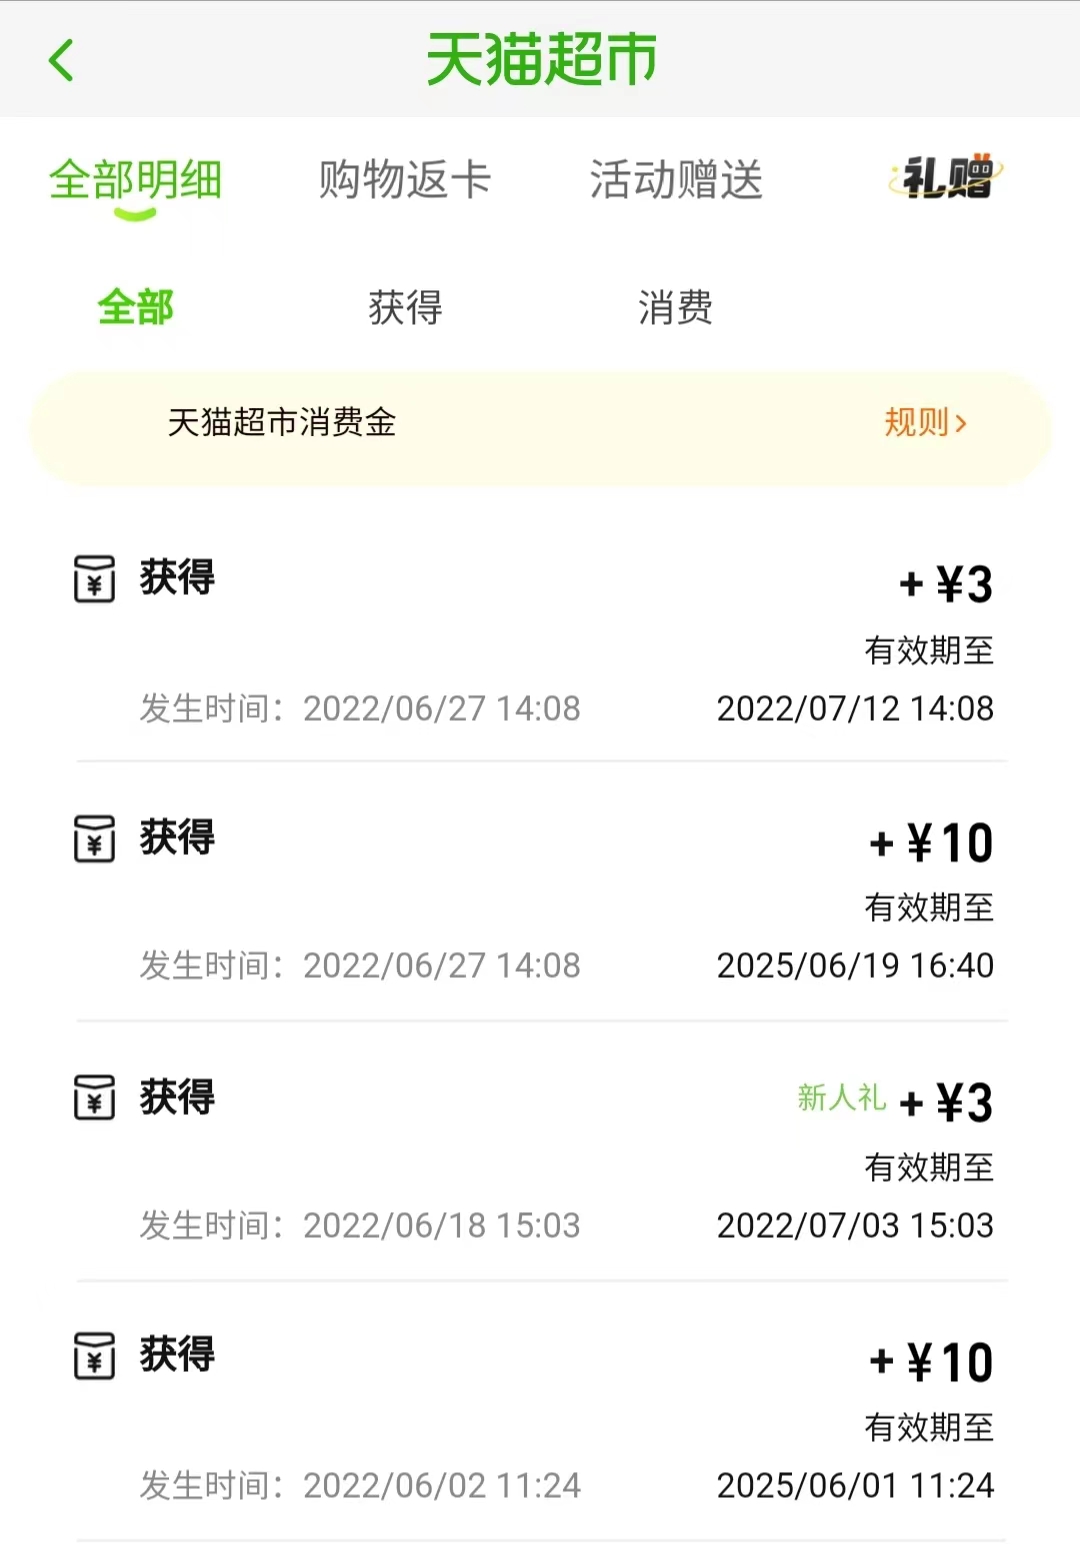 天猫超市
全部明细 购物返卡 活动赠送 礼赠
全部 获得 消费
天猫超市消费金 规则
获得 + ¥3
有效期至
发生时间：2022/06/27 14:08 2022/07/12 14:08
获得 + ¥10
有效期至
发生时间：2022/06/27 14:08 2025/06/19 16:40
获得 新人礼 + ¥3
有效期至
发生时间：2022/06/18 15:03 2022/07/03 15:03
获得 + ¥10
有效期至
发生时间：2022/06/02 11:24 2025/06/01 11:24